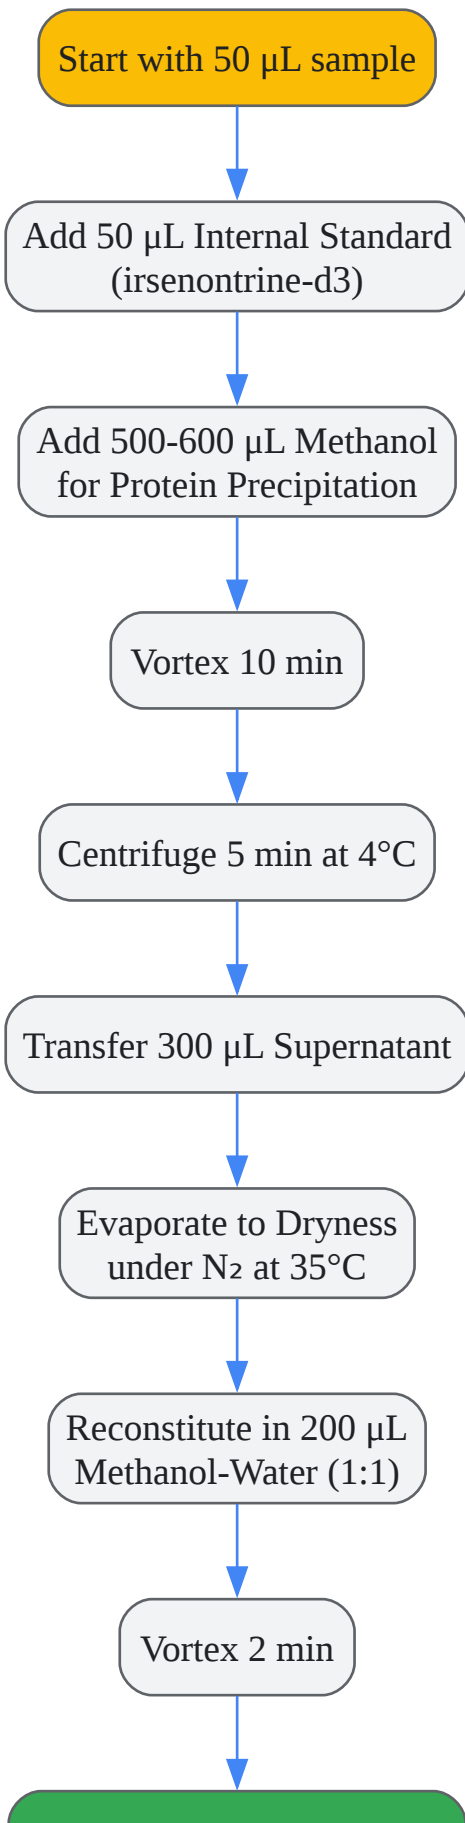 Start with 50 μL sample
Add 50 μL Internal Standard
(irsenontrine-d3)
Add 500-600 μL Methanol
for Protein Precipitation
Vortex 10 min
Centrifuge 5 min at 4°C
Transfer 300 μL Supernatant
Evaporate to Dryness
under N₂ at 35°C
Reconstitute in 200 μL
Methanol-Water (1:1)
Vortex 2 min